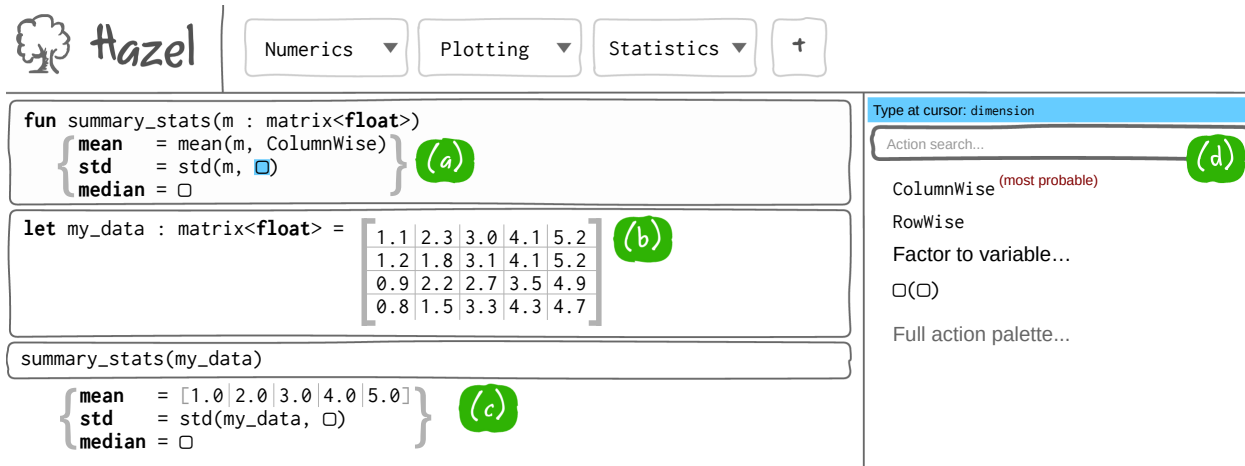 Hazel
Numerics ▼ Plotting ▼ Statistics ▼ +
fun summary_stats(m : matrix<float>)
{ mean = mean(m, ColumnWise) }
std = std(m, ▢)
median = ▢
(a)
let my_data : matrix<float> =
1.1 2.3 3.0 4.1 5.2
1.2 1.8 3.1 4.1 5.2
0.9 2.2 2.7 3.5 4.9
0.8 1.5 3.3 4.3 4.7
(b)
summary_stats(my_data)
{ mean = [1.0|2.0|3.0|4.0|5.0] }
std = std(my_data, ▢)
median = ▢
(c)
Type at cursor: dimension
Action search...
(d)
ColumnWise (most probable)
RowWise
Factor to variable...
▢(▢)
Full action palette...